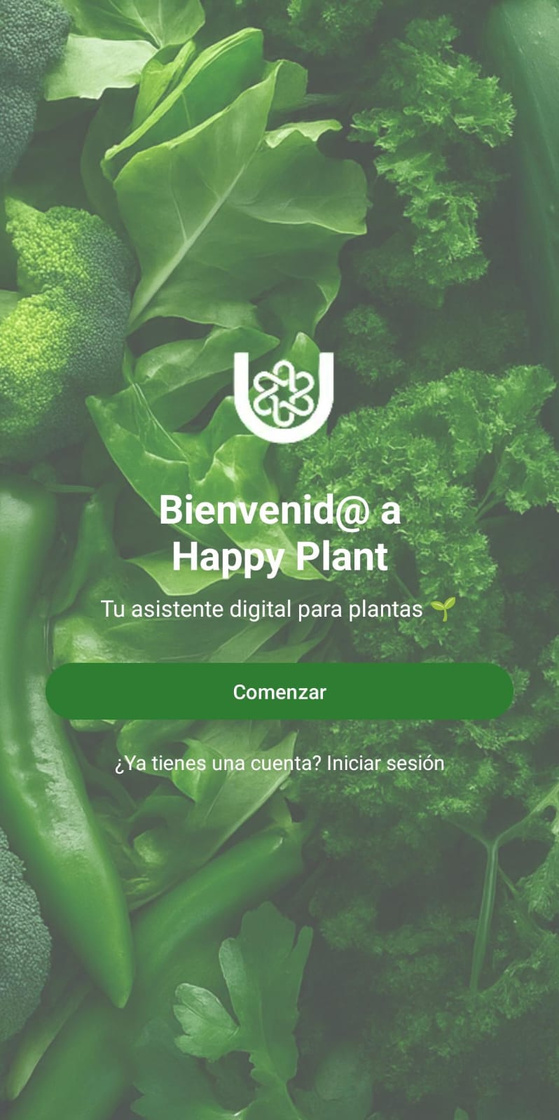 Bienvenid@ a
Happy Plant
Tu asistente digital para plantas 🌱
Comenzar
¿Ya tienes una cuenta? Iniciar sesión